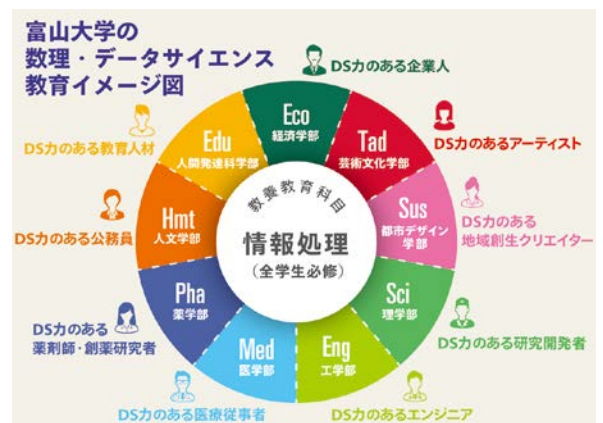 富山大学の
数理・データサイエンス
教育イメージ図
DS力のある企業人
Eco
経済学部
Tad
芸術文化学部
DS力のあるアーティスト
Sus
都市デザイン
学部
DS力のある
地域創生クリエイター
Sci
理学部
DS力のある研究開発者
Eng
工学部
DS力のあるエンジニア
Med
医学部
DS力のある医療従事者
Pha
薬学部
DS力のある
薬剤師・創薬研究者
Hmt
人文学部
DS力のある公務員
Edu
人間発達科学部
DS力のある教育人材
教養教育科目
情報処理
(全学生必修)